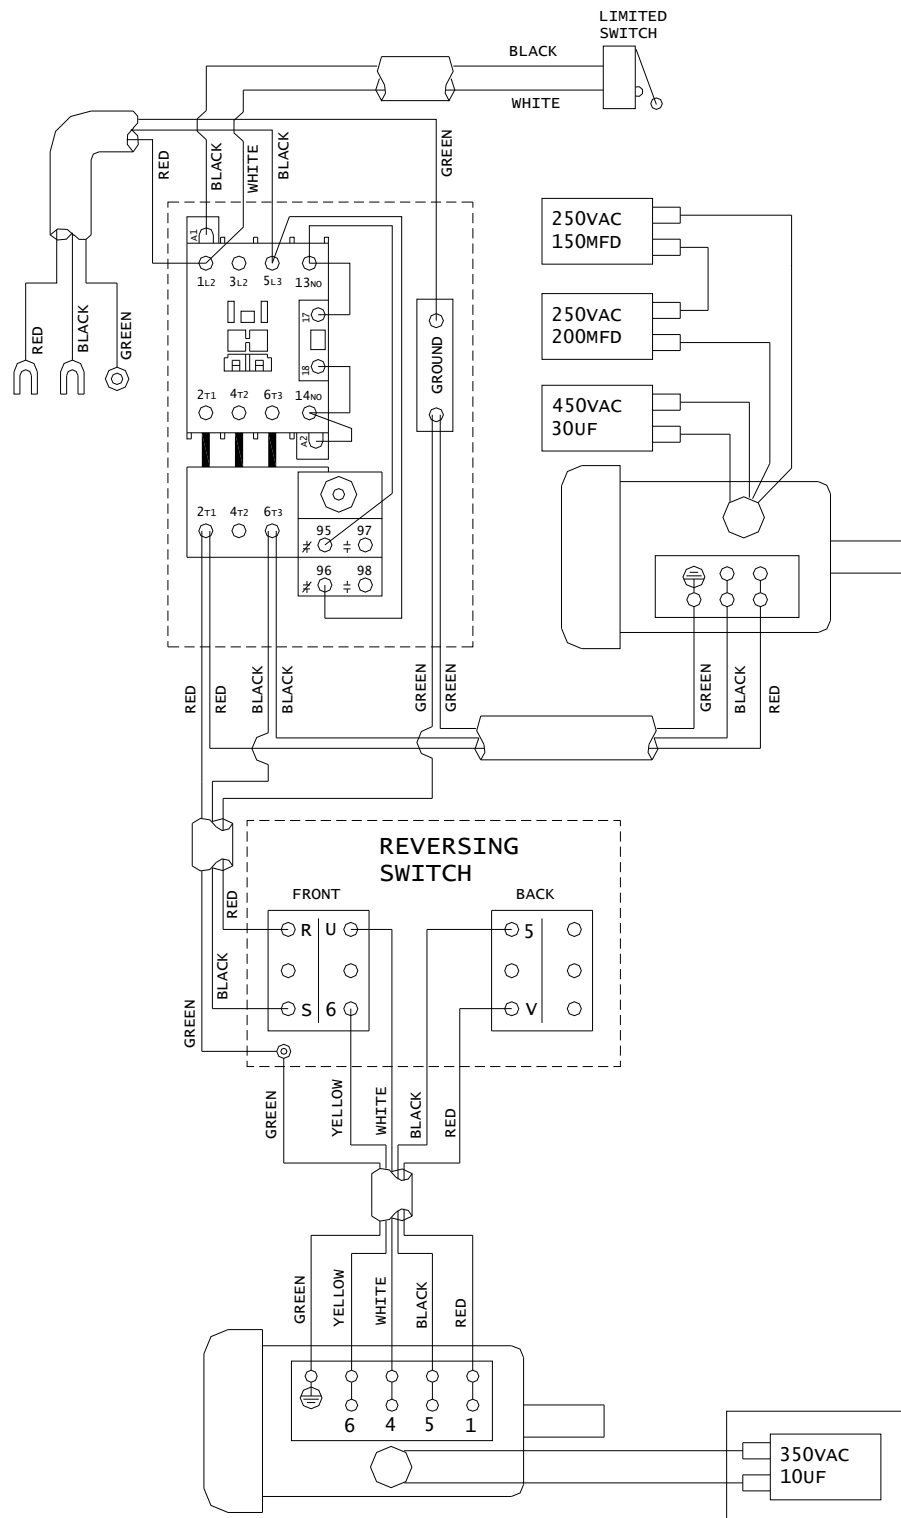 LIMITED
SWITCH
BLACK
WHITE
RED
BLACK
WHITE
BLACK
GREEN
RED
BLACK
GREEN
A1
1L2
3L2
5L3
13NO
17
18
2T1
4T2
6T3
14NO
A2
GROUND
250VAC
150MFD
250VAC
200MFD
450VAC
30UF
2T1
4T2
6T3
95
97
96
98
RED
RED
BLACK
BLACK
GREEN
GREEN
GREEN
BLACK
RED
REVERSING
SWITCH
FRONT
BACK
RED
BLACK
GREEN
R U
S 6
5
V
GREEN
YELLOW
WHITE
BLACK
RED
GREEN
YELLOW
WHITE
BLACK
RED
6 4 5 1
350VAC
10UF